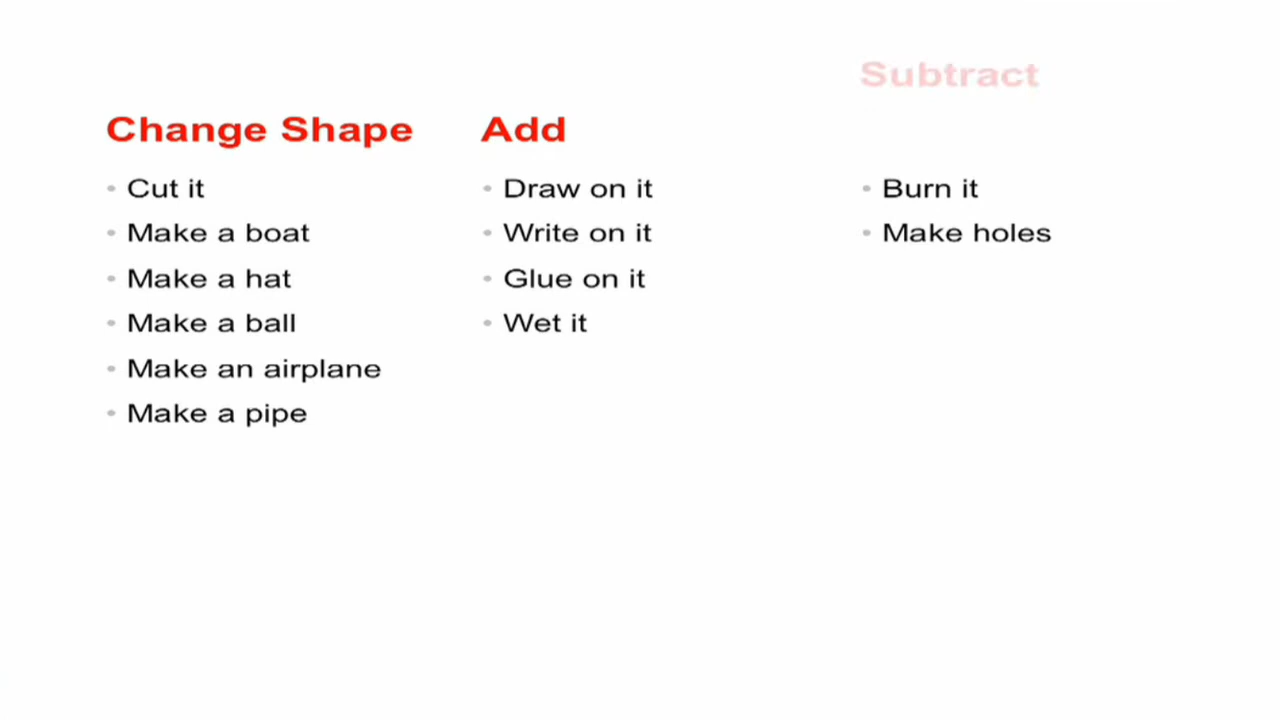 Subtract
Change Shape
Add
• Cut it
• Make a boat
• Make a hat
• Make a ball
• Make an airplane
• Make a pipe
• Draw on it
• Write on it
• Glue on it
• Wet it
• Burn it
• Make holes